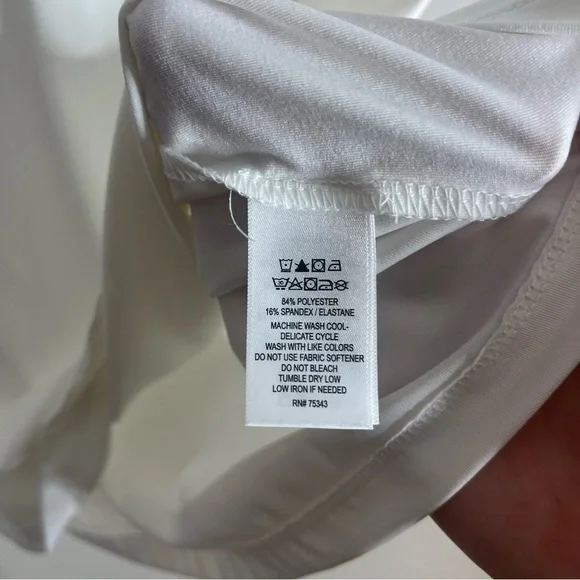 84% POLYESTER
16% SPANDEX / ELASTANE
MACHINE WASH COOL-
DELICATE CYCLE
WASH WITH LIKE COLORS
DO NOT USE FABRIC SOFTENER
DO NOT BLEACH
TUMBLE DRY LOW
LOW IRON IF NEEDED
RN# 75343